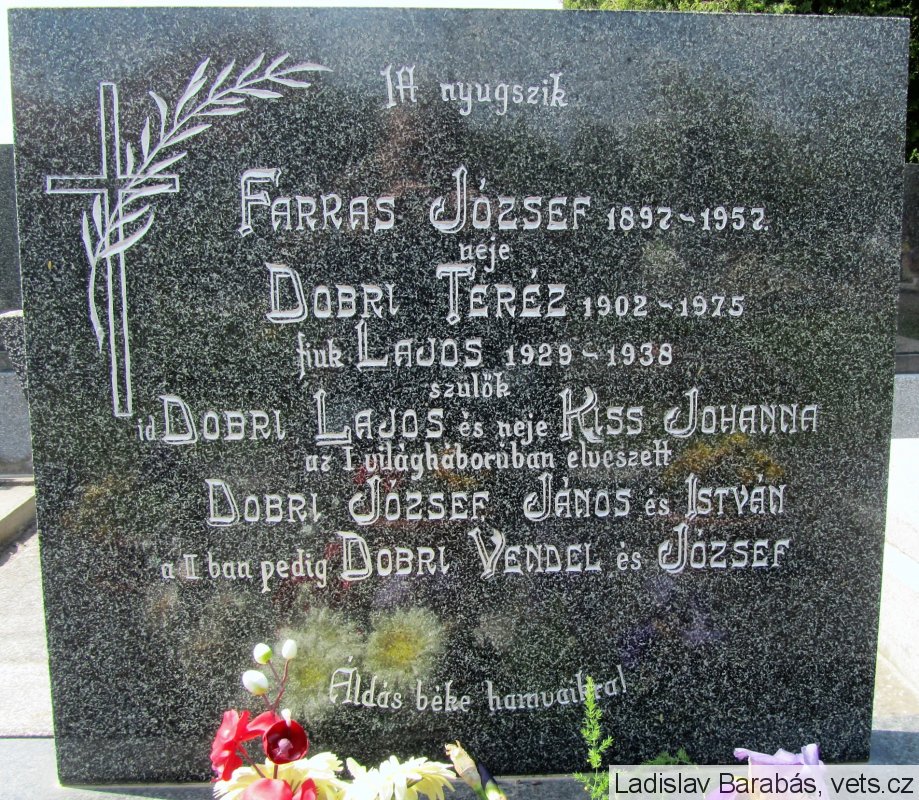 Itt nyugszik
FARRAS JÓZSEF 1897-1957.
neje
DOBRI TERÉZ 1902-1975
fiuk LAJOS 1929-1938
szülők
id DOBRI LAJOS és neje KISS JOHANNA
az I világháborúban elveszett
DOBRI JÓZSEF JÁNOS és ISTVÁN
a II ban pedig DOBRI VENDEL és JÓZSEF
Áldás béke hamvaikra!
Ladislav Barabás, vets.cz